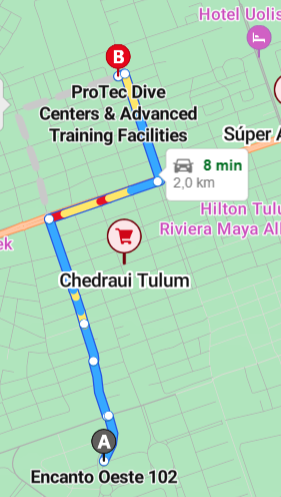 Hotel Uolis
B
ProTec Dive
Centers & Advanced
Training Facilities
Súper A
8 min
2,0 km
Hilton Tulu
Riviera Maya All
ek
Chedraui Tulum
A
Encanto Oeste 102